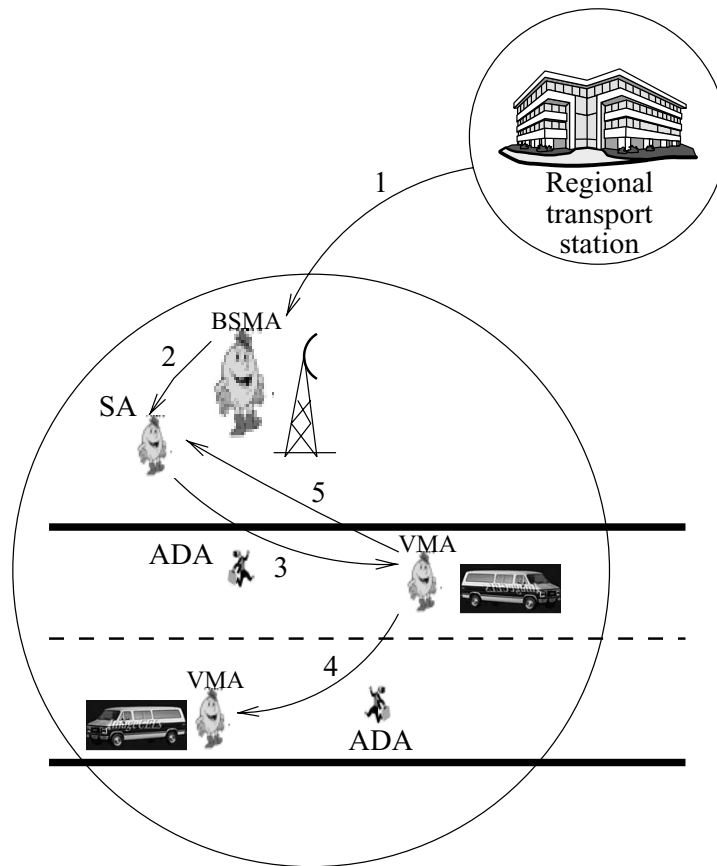 1
Regional
transport
station
BSMA
2
SA
5
VMA
ADA
3
4
VMA
ADA